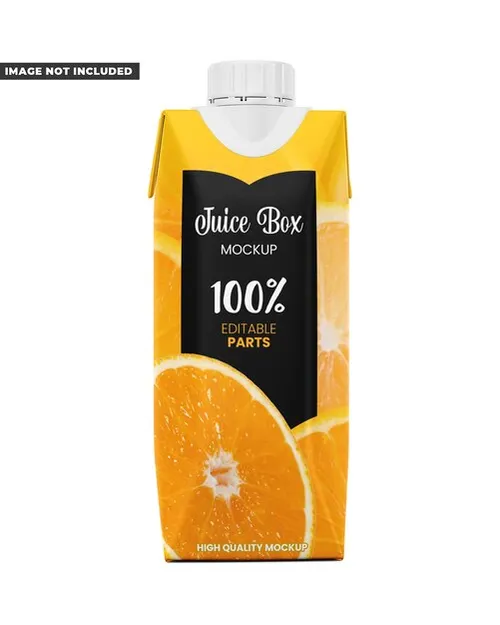 IMAGE NOT INCLUDED
Juice Box
MOCKUP
100%
EDITABLE
PARTS
HIGH QUALITY MOCKUP